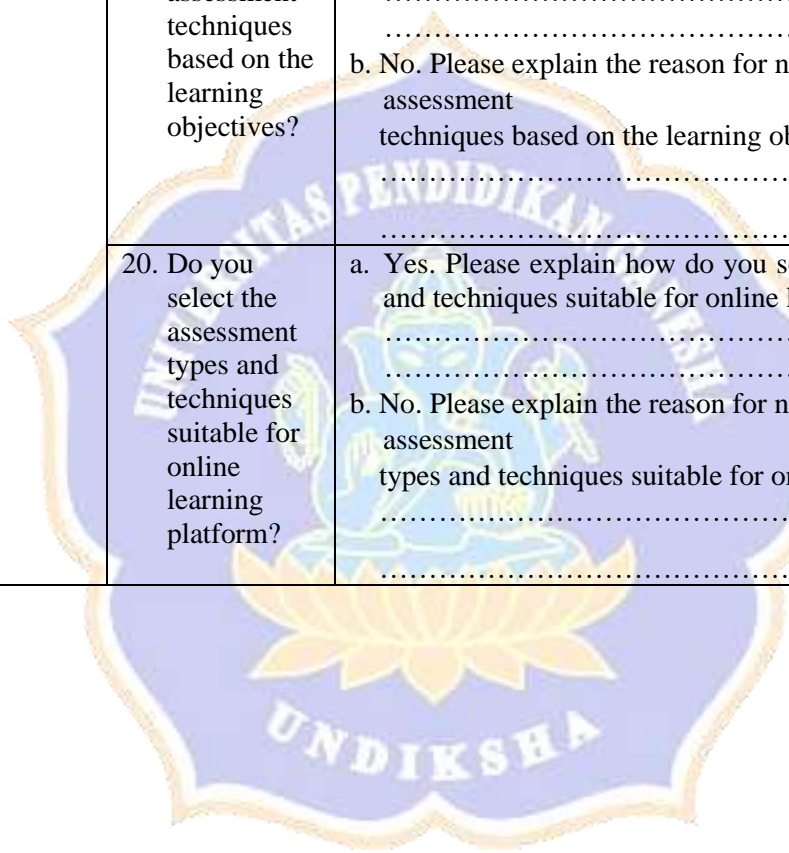 techniques
based on the
learning
objectives?
………………………………………
………………………………………
b. No. Please explain the reason for
assessment
techniques based on the learning
………………………………………
………………………………………
20. Do you
select the
assessment
types and
techniques
suitable for
online
learning
platform?
a. Yes. Please explain how do you
and techniques suitable for online
………………………………………
………………………………………
b. No. Please explain the reason for
assessment
types and techniques suitable for
………………………………………
………………………………………
UNIVERSITAS PENDIDIKAN GANESHA
UNDIKSHA